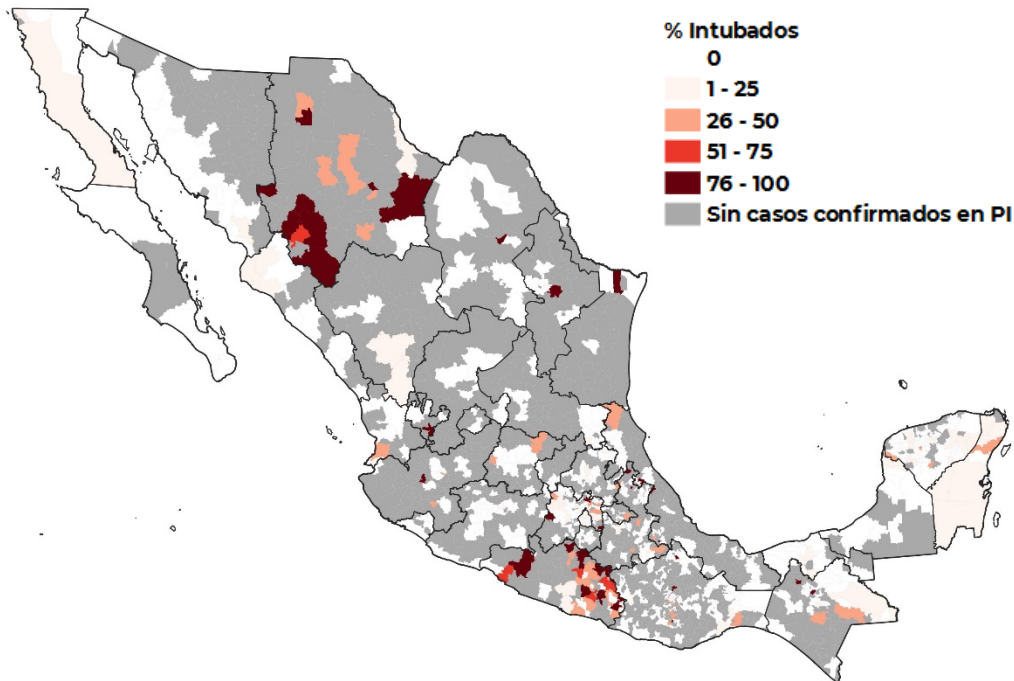 % Intubados
0
1 - 25
26 - 50
51 - 75
76 - 100
Sin casos confirmados en PI